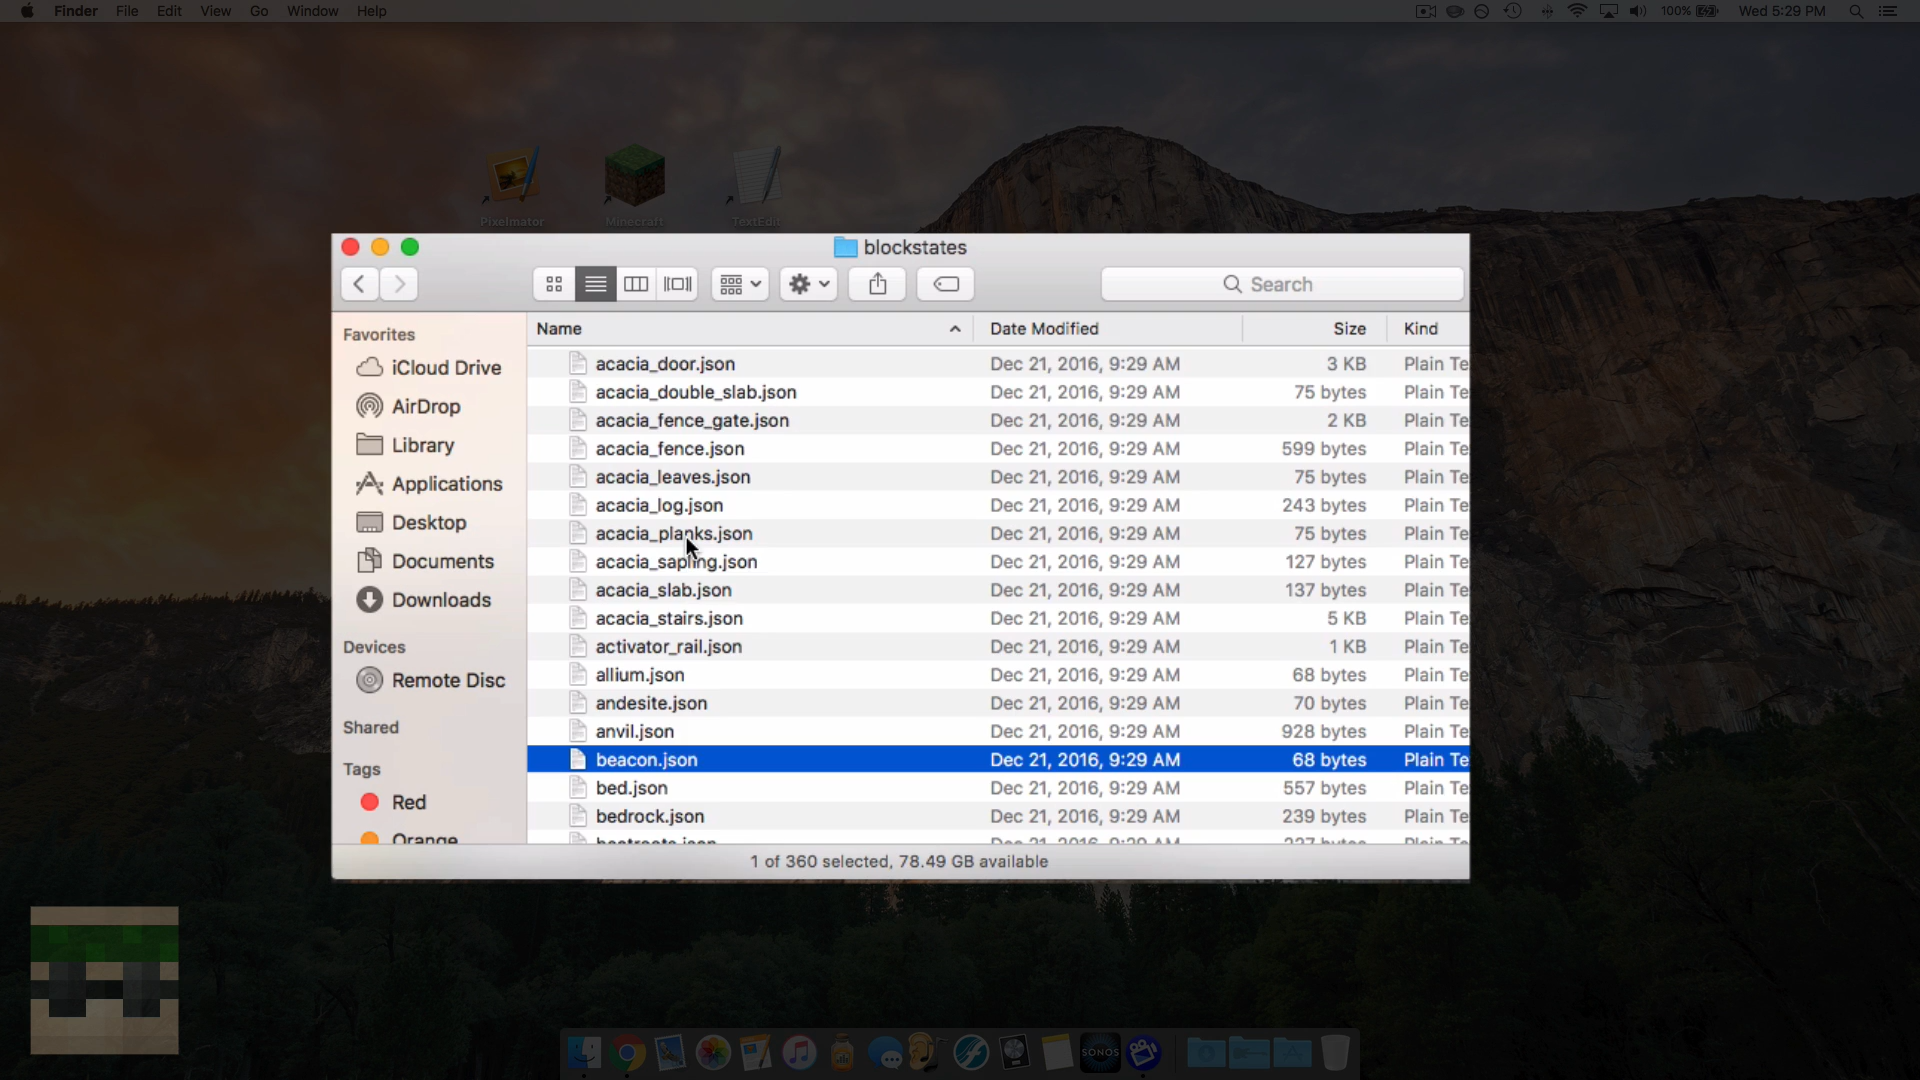 Finder File Edit View Go Window Help 100% Wed 5:29 PM
Pixelmator Minecraft TextEdit
blockstates
Search
Favorites
iCloud Drive
AirDrop
Library
Applications
Desktop
Documents
Downloads
Devices
Remote Disc
Shared
Tags
Red
Orange
Name Date Modified Size Kind
acacia_door.json Dec 21, 2016, 9:29 AM 3 KB Plain Te
acacia_double_slab.json Dec 21, 2016, 9:29 AM 75 bytes Plain Te
acacia_fence_gate.json Dec 21, 2016, 9:29 AM 2 KB Plain Te
acacia_fence.json Dec 21, 2016, 9:29 AM 599 bytes Plain Te
acacia_leaves.json Dec 21, 2016, 9:29 AM 75 bytes Plain Te
acacia_log.json Dec 21, 2016, 9:29 AM 243 bytes Plain Te
acacia_planks.json Dec 21, 2016, 9:29 AM 75 bytes Plain Te
acacia_sapling.json Dec 21, 2016, 9:29 AM 127 bytes Plain Te
acacia_slab.json Dec 21, 2016, 9:29 AM 137 bytes Plain Te
acacia_stairs.json Dec 21, 2016, 9:29 AM 5 KB Plain Te
activator_rail.json Dec 21, 2016, 9:29 AM 1 KB Plain Te
allium.json Dec 21, 2016, 9:29 AM 68 bytes Plain Te
andesite.json Dec 21, 2016, 9:29 AM 70 bytes Plain Te
anvil.json Dec 21, 2016, 9:29 AM 928 bytes Plain Te
beacon.json Dec 21, 2016, 9:29 AM 68 bytes Plain Te
bed.json Dec 21, 2016, 9:29 AM 557 bytes Plain Te
bedrock.json Dec 21, 2016, 9:29 AM 239 bytes Plain Te
1 of 360 selected, 78.49 GB available
SONOS